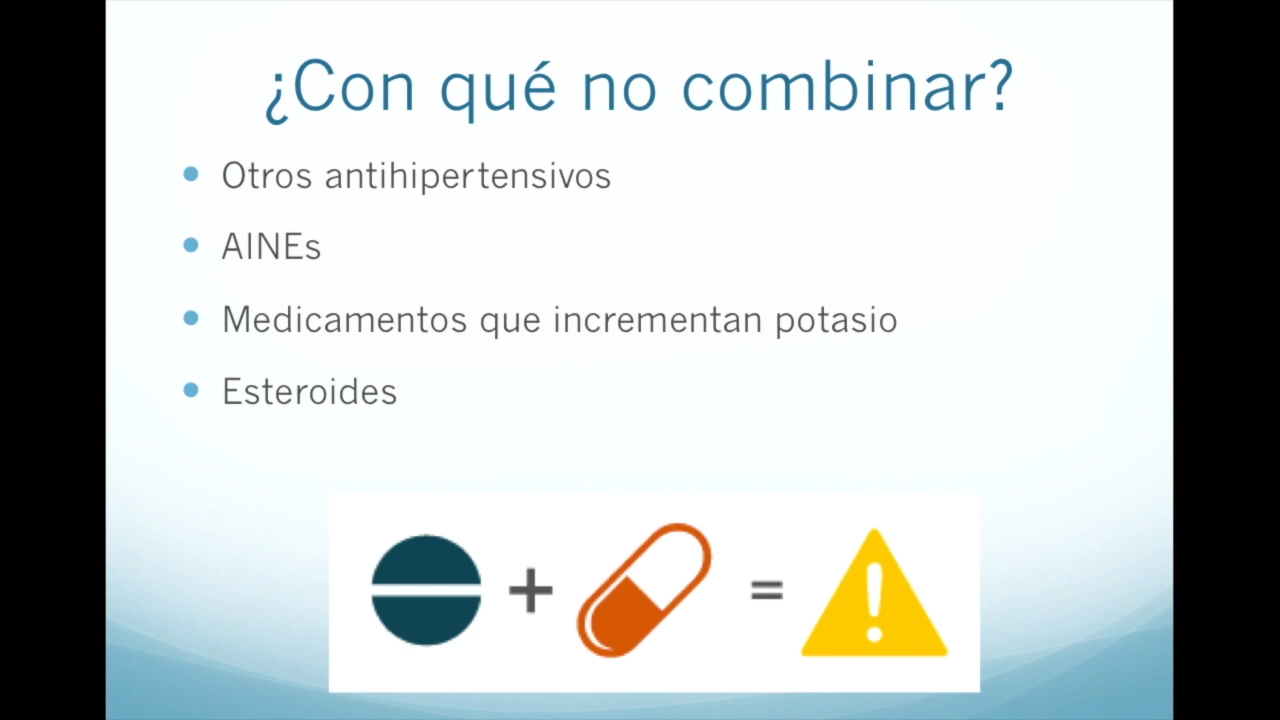 ¿Con qué no combinar?
Otros antihipertensivos
AINEs
Medicamentos que incrementan potasio
Esteroides
+ = !